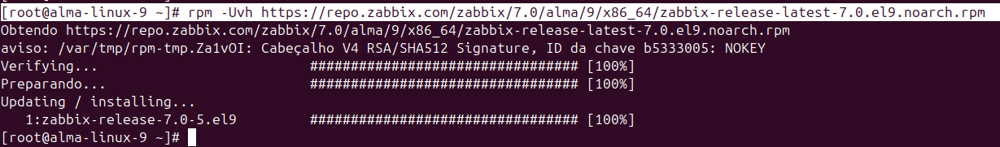 [root@alma-linux-9 ~]# rpm -Uvh https://repo.zabbix.com/zabbix/7.0/alma/9/x86_64/zabbix-release-latest-7.0.el9.noarch.rpm
Obtendo https://repo.zabbix.com/zabbix/7.0/alma/9/x86_64/zabbix-release-latest-7.0.el9.noarch.rpm
aviso: /var/tmp/rpm-tmp.Za1vOI: Cabeçalho V4 RSA/SHA512 Signature, ID da chave b5333005: NOKEY
Verifying...                          ################################# [100%]
Preparando...                         ################################# [100%]
Updating / installing...
   1:zabbix-release-7.0-5.el9         ################################# [100%]
[root@alma-linux-9 ~]#